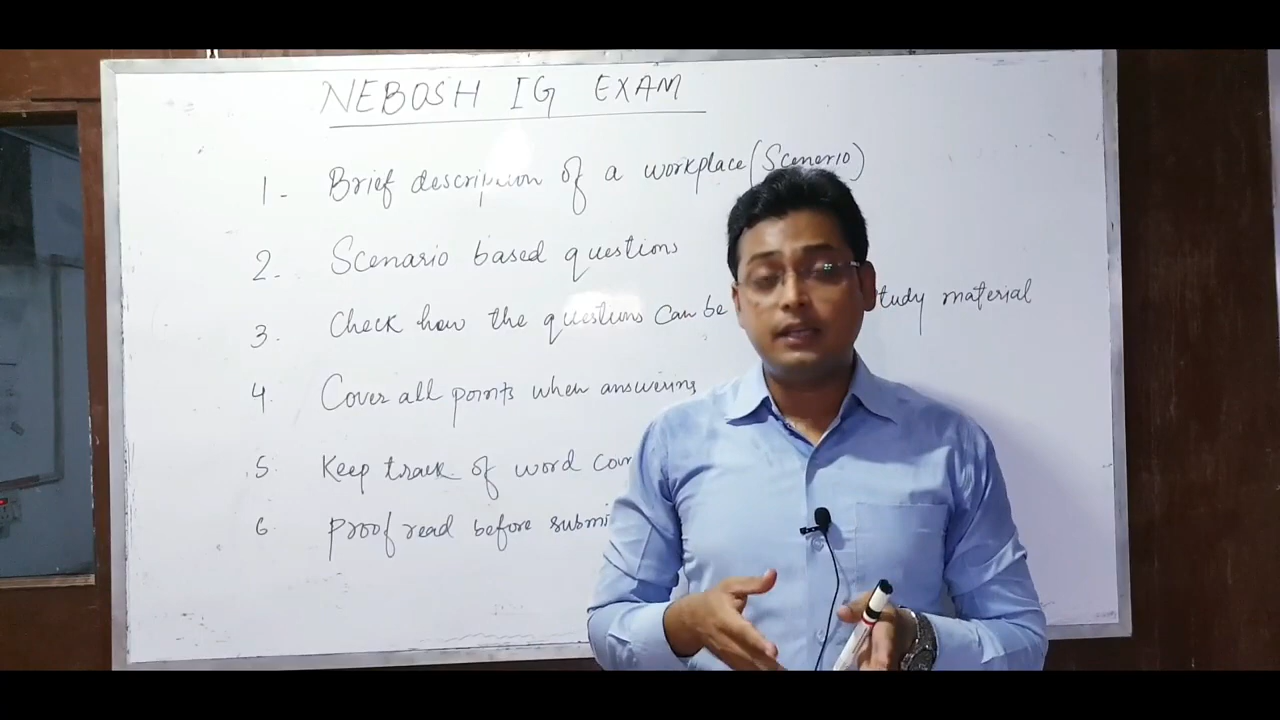 NEBOSH IG EXAM
1- Brief description of a workplace (Scenerio)
2- Scenario based questions
3- Check how the questions can be study material
4. Cover all points when answering
5. Keep track of word
6 Proof read before